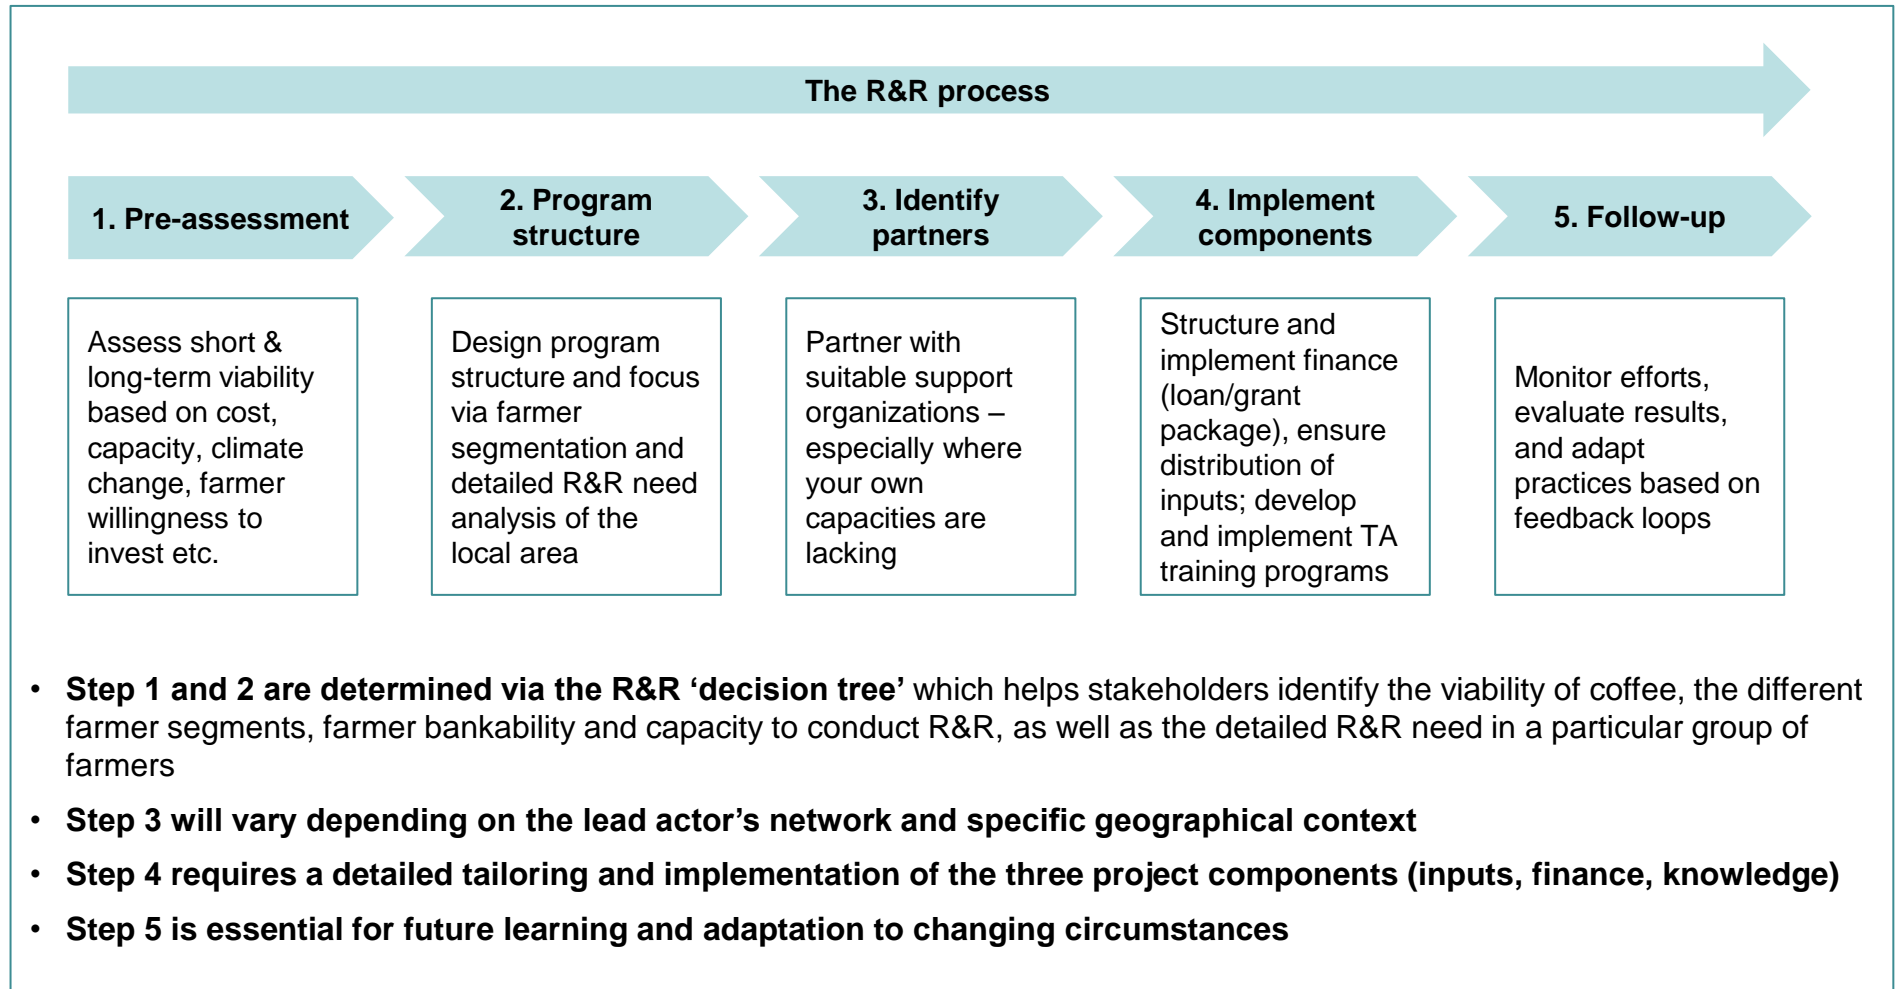 The R&R process
1. Pre-assessment
2. Program
structure
3. Identify
partners
4. Implement
components
5. Follow-up
Assess short &
long-term viability
based on cost,
capacity, climate
change, farmer
willingness to
invest etc.
Design program
structure and focus
via farmer
segmentation and
detailed R&R need
analysis of the
local area
Partner with
suitable support
organizations –
especially where
your own
capacities are
lacking
Structure and
implement finance
(loan/grant
package), ensure
distribution of
inputs; develop
and implement TA
training programs
Monitor efforts,
evaluate results,
and adapt
practices based on
feedback loops
• Step 1 and 2 are determined via the R&R ‘decision tree’ which helps stakeholders identify the viability of coffee, the different
farmer segments, farmer bankability and capacity to conduct R&R, as well as the detailed R&R need in a particular group of
farmers
• Step 3 will vary depending on the lead actor’s network and specific geographical context
• Step 4 requires a detailed tailoring and implementation of the three project components (inputs, finance, knowledge)
• Step 5 is essential for future learning and adaptation to changing circumstances